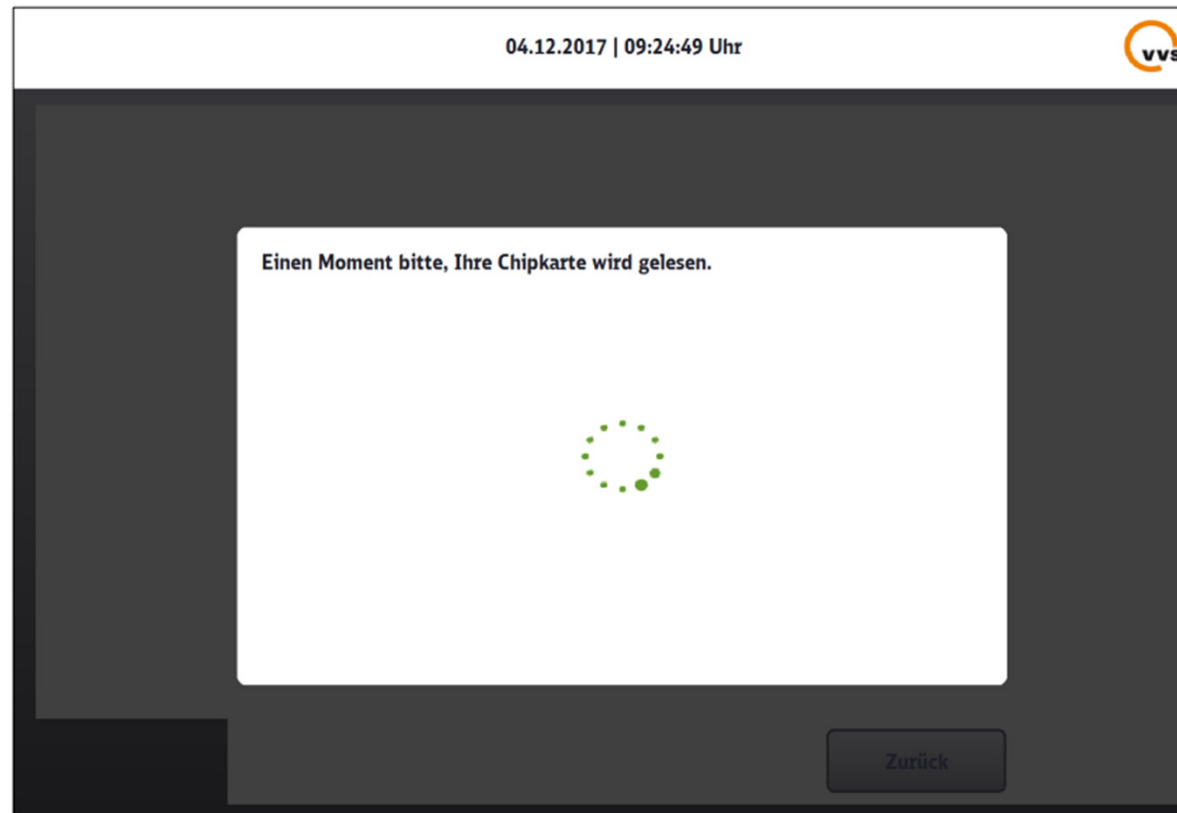 04.12.2017 | 09:24:49 Uhr
vvs
Einen Moment bitte, Ihre Chipkarte wird gelesen.
Zurück